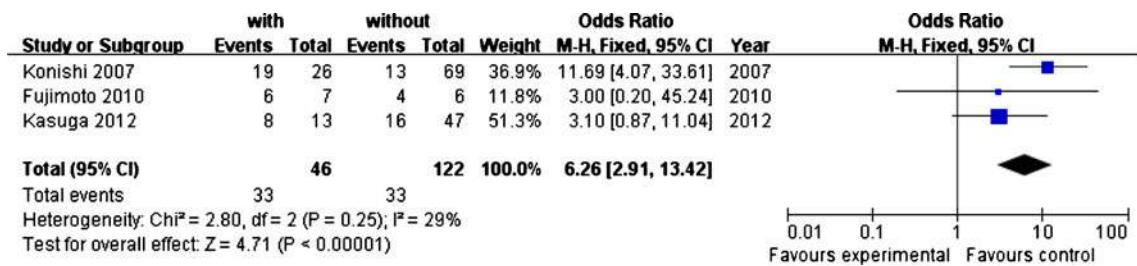 with without Odds Ratio Odds Ratio
Study or Subgroup Events Total Events Total Weight M-H, Fixed, 95% CI Year M-H, Fixed, 95% CI
Konishi 2007 19 26 13 69 36.9% 11.69 [4.07, 33.61] 2007
Fujimoto 2010 6 7 4 6 11.8% 3.00 [0.20, 45.24] 2010
Kasuga 2012 8 13 16 47 51.3% 3.10 [0.87, 11.04] 2012
Total (95% CI) 46 122 100.0% 6.26 [2.91, 13.42]
Total events 33 33
Heterogeneity: Chi² = 2.80, df = 2 (P = 0.25); I² = 29%
Test for overall effect: Z = 4.71 (P < 0.00001)
0.01 0.1 1 10 100
Favours experimental Favours control